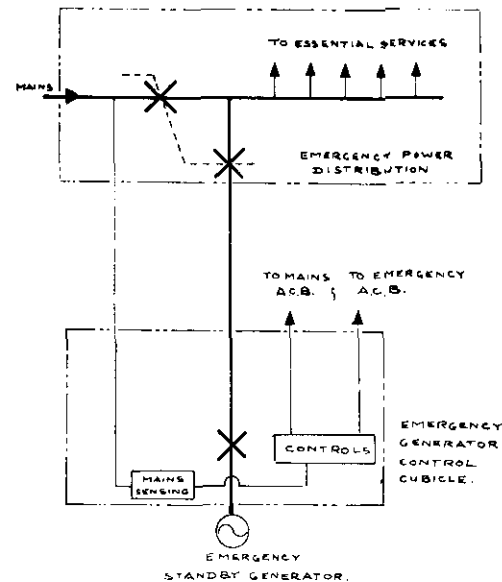 TO ESSENTIAL SERVICES
MAINS
EMERGENCY POWER
DISTRIBUTION
TO MAINS TO EMERGENCY
A.C.B. & A.C.B.
EMERGENCY
GENERATOR
CONTROL
CUBICLE.
CONTROLS
MAINS
SENSING
EMERGENCY
STANDBY GENERATOR.